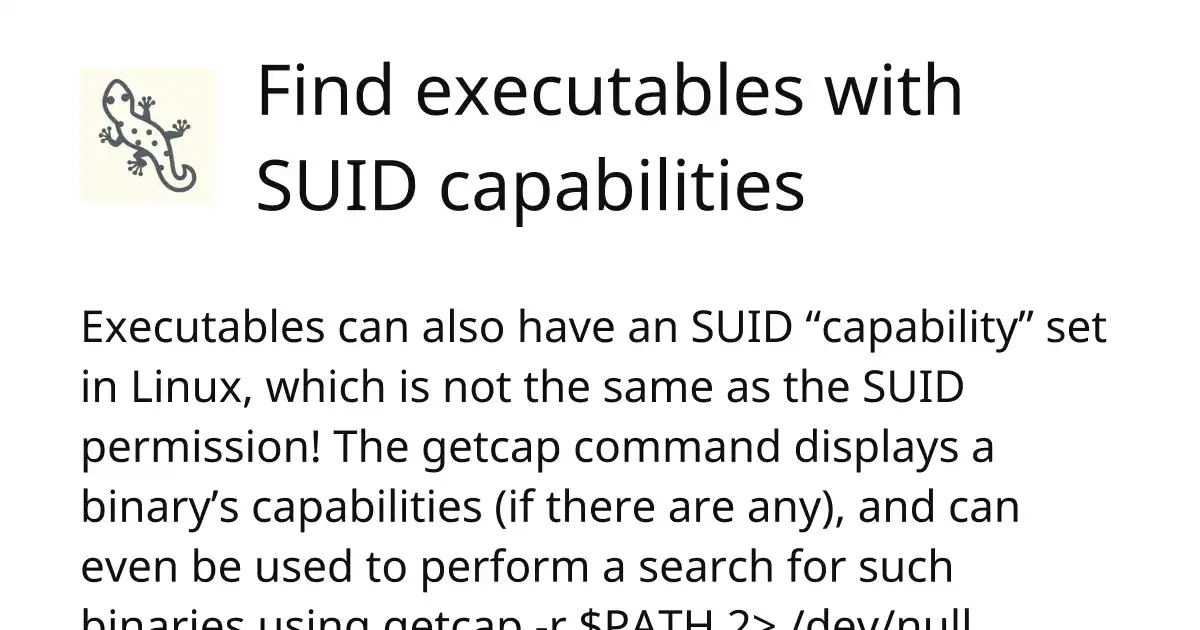 Find executables with
SUID capabilities
Executables can also have an SUID “capability” set
in Linux, which is not the same as the SUID
permission! The getcap command displays a
binary’s capabilities (if there are any), and can
even be used to perform a search for such
binaries using getcap -r $PATH 2> /dev/null